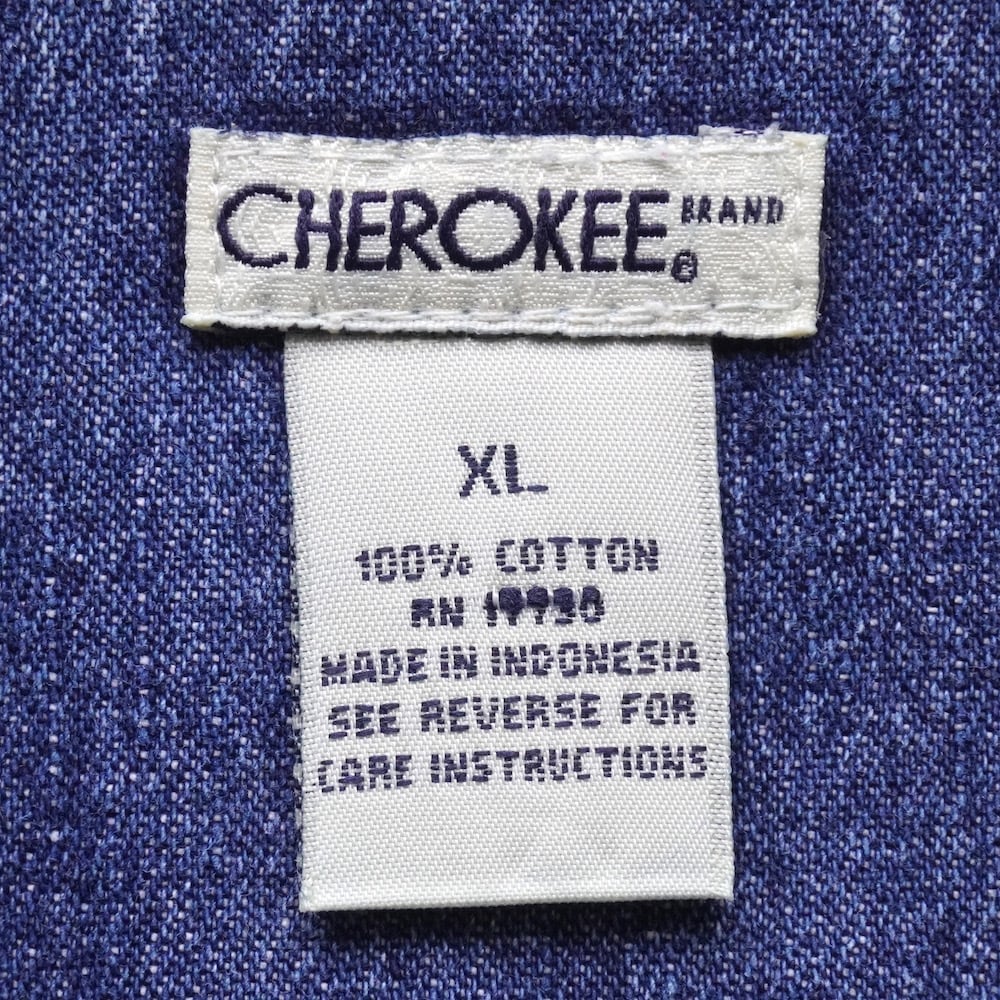 CHEROKEE BRAND ®
XL
100% COTTON
RN
MADE IN INDONESIA
SEE REVERSE FOR
CARE INSTRUCTIONS